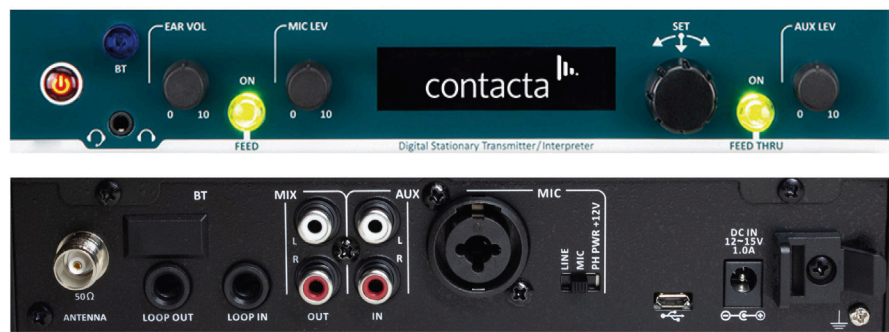 EAR VOL
MIC LEV
SET
AUX LEV
BT
ON
contacta
ON
0 10
0 10
0 10
FEED
Digital Stationary Transmitter/Interpreter
FEED THRU
BT
MIX
AUX
MIC
L
L
R
R
LINE
MIC
PH PWR +12V
DC IN
12~15V
1.0A
50Ω
ANTENNA
LOOP OUT
LOOP IN
OUT
IN